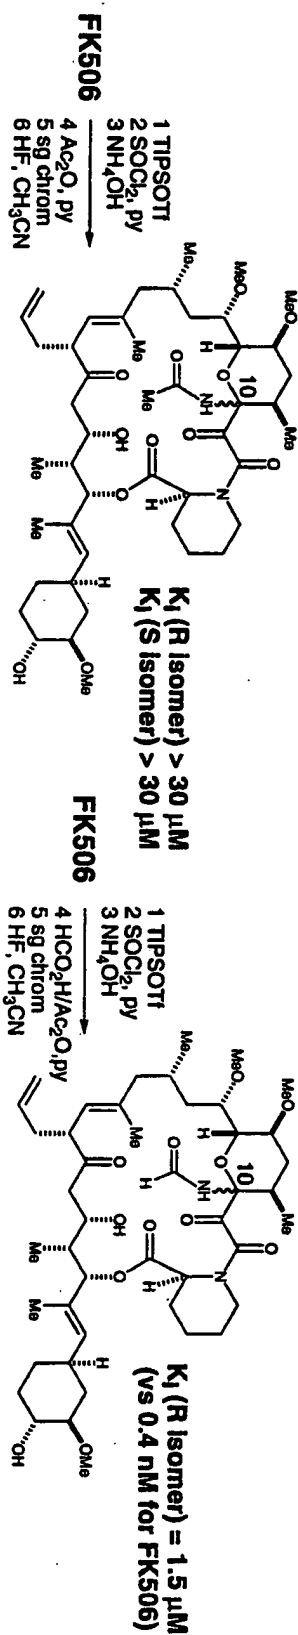 FK506
1 TIPSOTf
2 SOCl₂, py
3 NH₄OH
4 Ac₂O, py
5 sg chrom
6 HF, CH₃CN
MeO
MeO
Me
Me
H
O
10
NH
O
Me
O
O
N
O
H
O
Me
O
OH
Me
Me
H
OMe
OH
Kᵢ (R isomer) > 30 µM
Kᵢ (S isomer) > 30 µM
FK506
1 TIPSOTf
2 SOCl₂, py
3 NH₄OH
4 HCO₂H/Ac₂O,py
5 sg chrom
6 HF, CH₃CN
MeO
MeO
Me
Me
H
O
10
NH
O
H
O
O
N
O
H
O
Me
O
OH
Me
Me
H
OMe
OH
Kᵢ (R isomer) = 1.5 µM
(vs 0.4 nM for FK506)